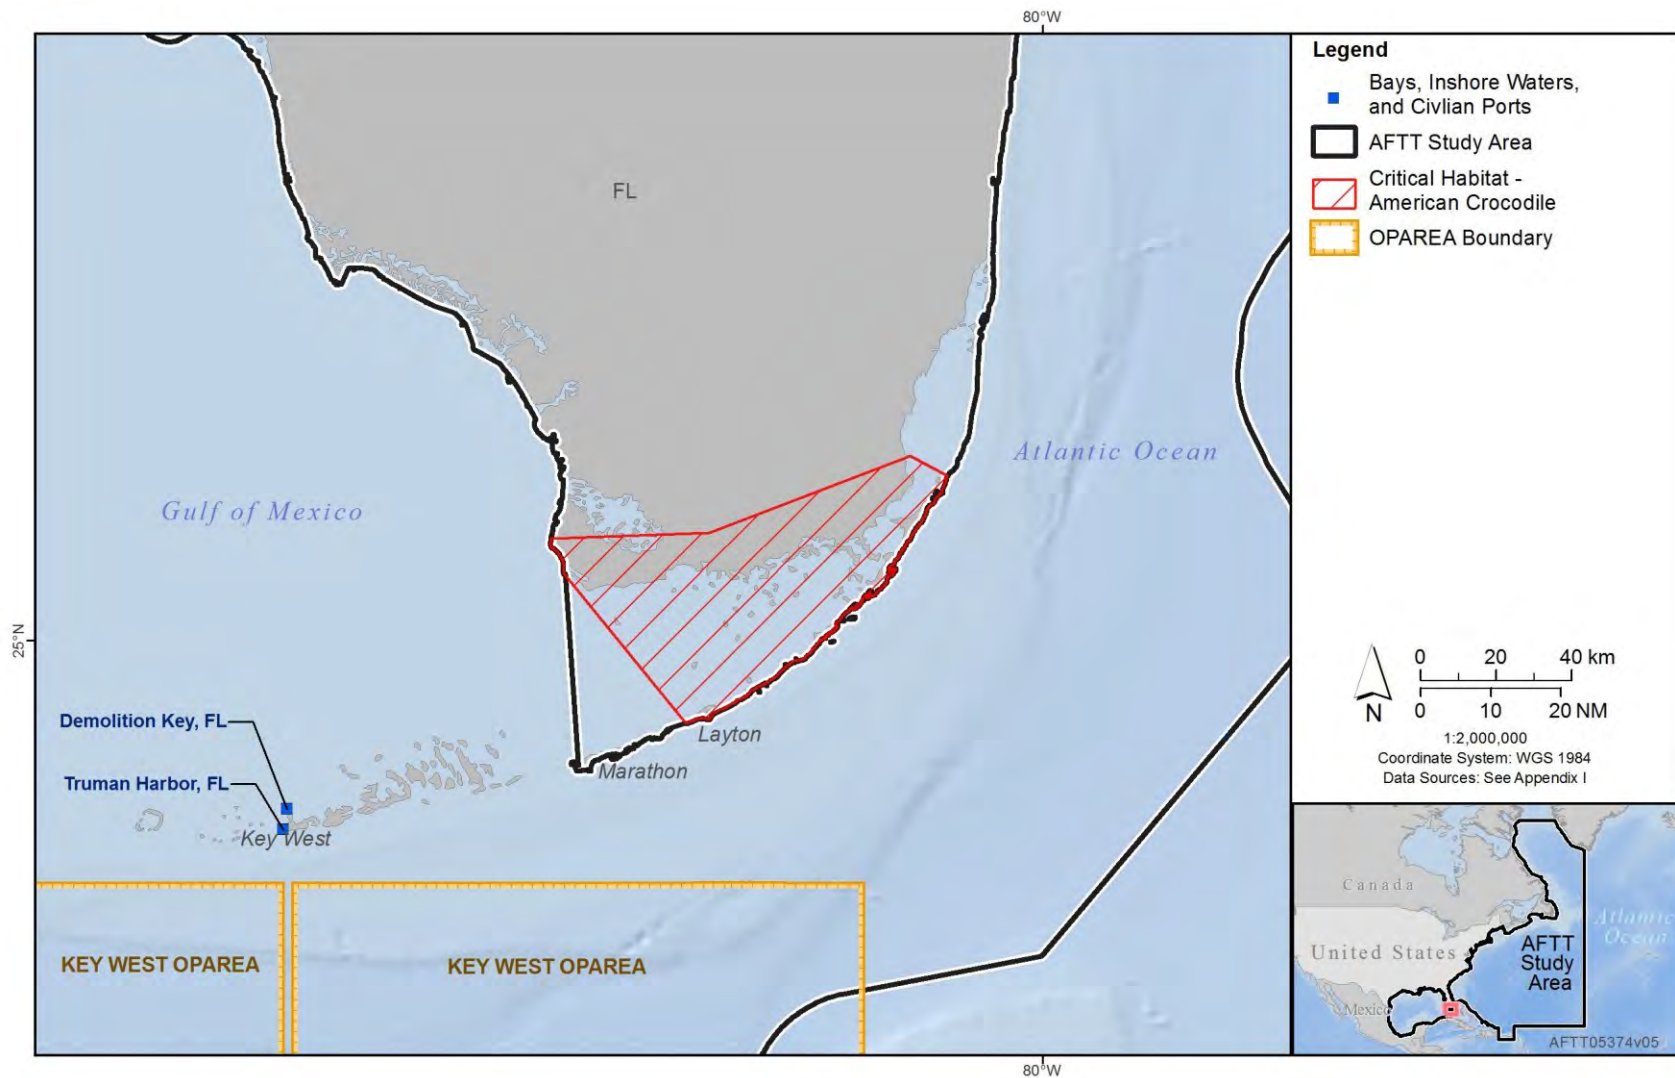 80°W
Legend
Bays, Inshore Waters,
and Civlian Ports
AFTT Study Area
Critical Habitat -
American Crocodile
OPAREA Boundary
FL
Atlantic Ocean
Gulf of Mexico
25°N
Demolition Key, FL
Truman Harbor, FL
Key West
Layton
Marathon
KEY WEST OPAREA
KEY WEST OPAREA
0 20 40 km
N
0 10 20 NM
1:2,000,000
Coordinate System: WGS 1984
Data Sources: See Appendix I
Canada
Atlantic
Ocean
United States
AFTT
Study
Area
Mexico
AFTT05374v05
80°W